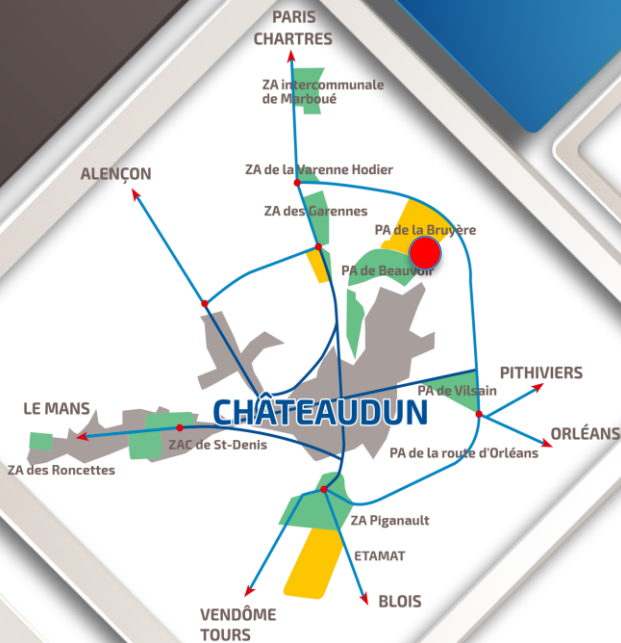 PARIS
CHARTRES
ZA intercommunale
de Marboué
ALENÇON
ZA de la Varenne Hodier
ZA des Garennes
PA de la Bruyère
PA de Beauvoir
PITHIVIERS
PA de Vilsain
LE MANS
CHÂTEAUDUN
ORLÉANS
ZAC de St-Denis
PA de la route d'Orléans
ZA des Roncettes
ZA Piganault
ETAMAT
BLOIS
VENDÔME
TOURS